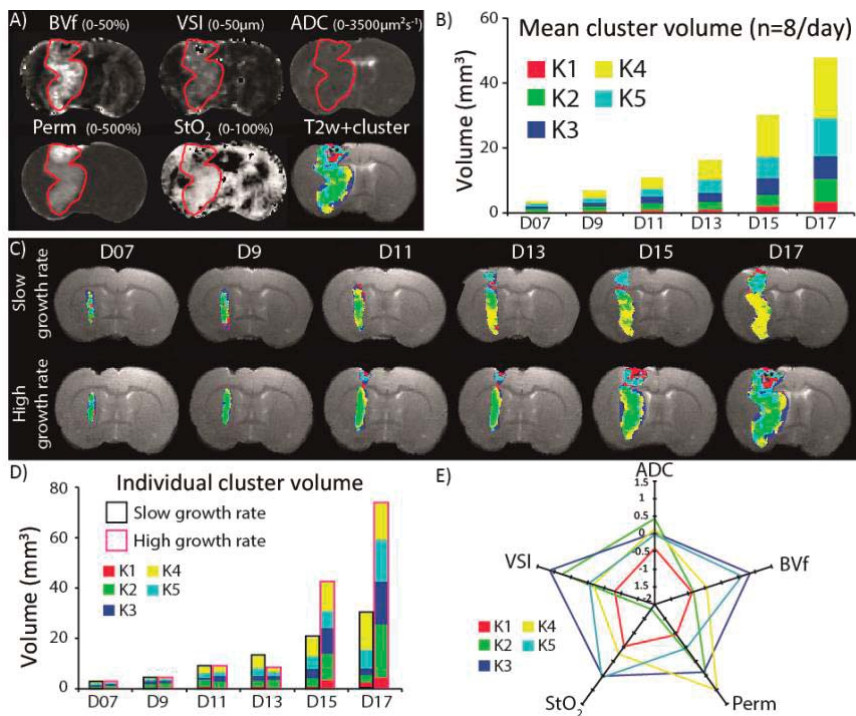 A) BVf (0-50%) VSI (0-50µm) ADC (0-3500µm²s⁻¹)
Perm (0-500%) StO₂ (0-100%) T2w+cluster
B) Mean cluster volume (n=8/day)
Volume (mm³)
60
40
20
0
K1 K4
K2 K5
K3
D07 D9 D11 D13 D15 D17
C) D07 D9 D11 D13 D15 D17
Slow
growth rate
High
growth rate
D) Individual cluster volume
Volume (mm³)
80
60
40
20
0
Slow growth rate
High growth rate
K1 K4
K2 K5
K3
D07 D9 D11 D13 D15 D17
E) ADC
1.5
1
0.5
0
-0.5
-1
-1.5
-2
VSI BVf
K1 K4
K2 K5
K3
StO₂ Perm